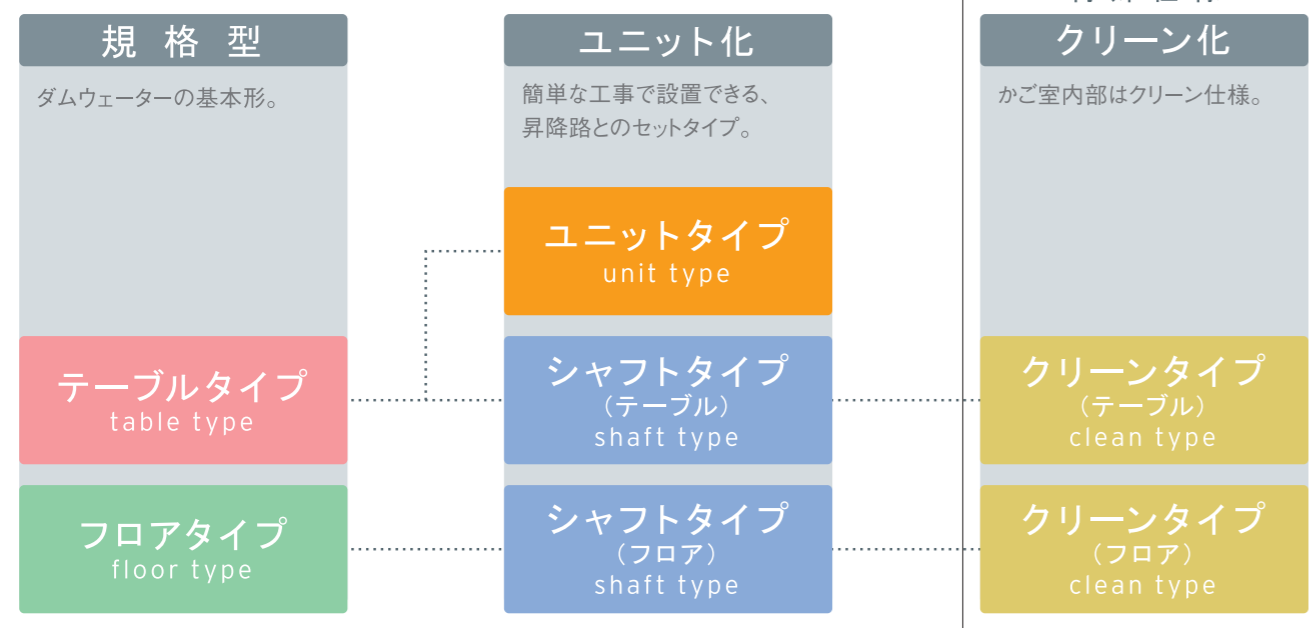 規格型
ダムウェーターの基本形。
テーブルタイプ
table type
フロアタイプ
floor type
ユニット化
簡単な工事で設置できる、
昇降路とのセットタイプ。
ユニットタイプ
unit type
シャフトタイプ
（テーブル）
shaft type
シャフトタイプ
（フロア）
shaft type
クリーン化
かご室内部はクリーン仕様。
クリーンタイプ
（テーブル）
clean type
クリーンタイプ
（フロア）
clean type